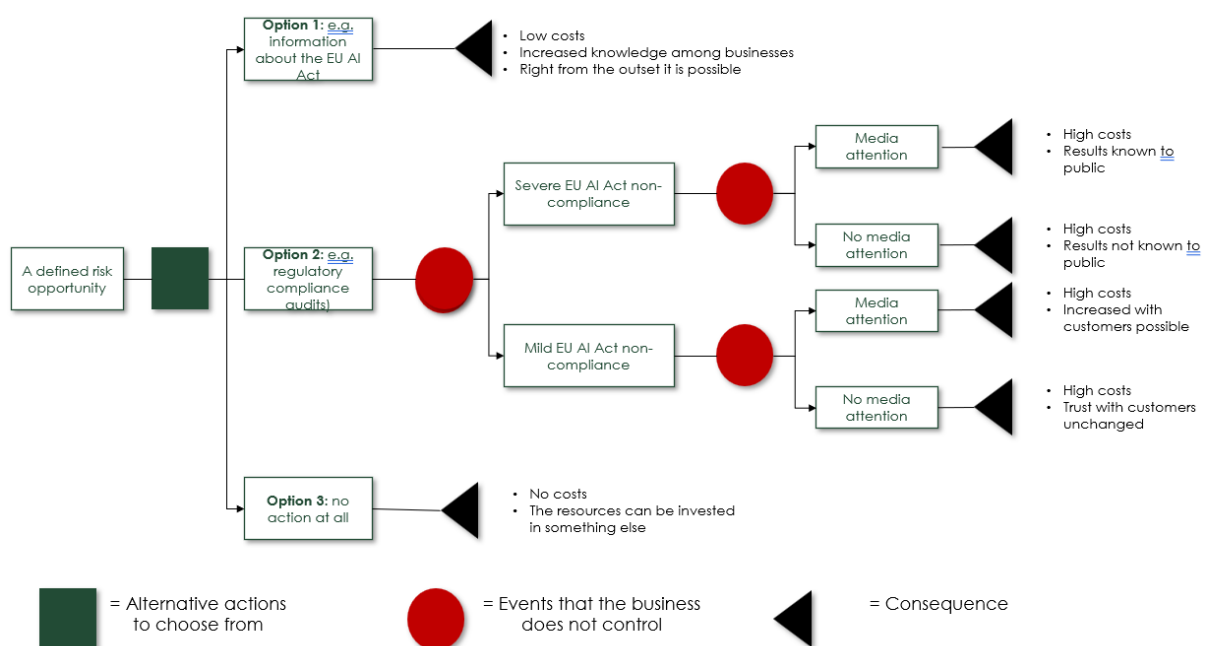 Option 1: e.g.
information
about the EU AI
Act
• Low costs
• Increased knowledge among businesses
• Right from the outset it is possible
Media
attention
• High costs
• Results known to
public
Severe EU AI Act non-
compliance
No media
attention
• High costs
• Results not known to
public
A defined risk
opportunity
Option 2: e.g.
regulatory
compliance
audits)
Media
attention
• High costs
• Increased with
customers possible
Mild EU AI Act non-
compliance
No media
attention
• High costs
• Trust with customers
unchanged
Option 3: no
action at all
• No costs
• The resources can be invested
in something else
= Alternative actions
to choose from
= Events that the business
does not control
= Consequence